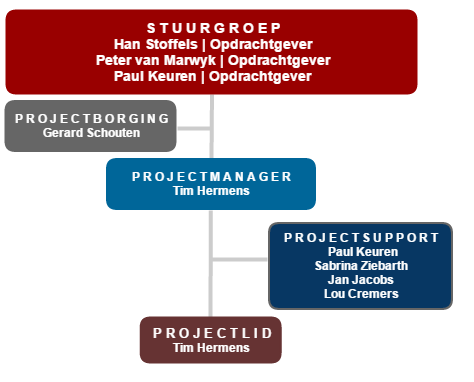 STUURGROEP
Han Stoffels | Opdrachtgever
Peter van Marwyk | Opdrachtgever
Paul Keuren | Opdrachtgever
PROJECTBORGING
Gerard Schouten
PROJECTMANAGER
Tim Hermens
PROJECTSUPPORT
Paul Keuren
Sabrina Ziebarth
Jan Jacobs
Lou Cremers
PROJECTLID
Tim Hermens